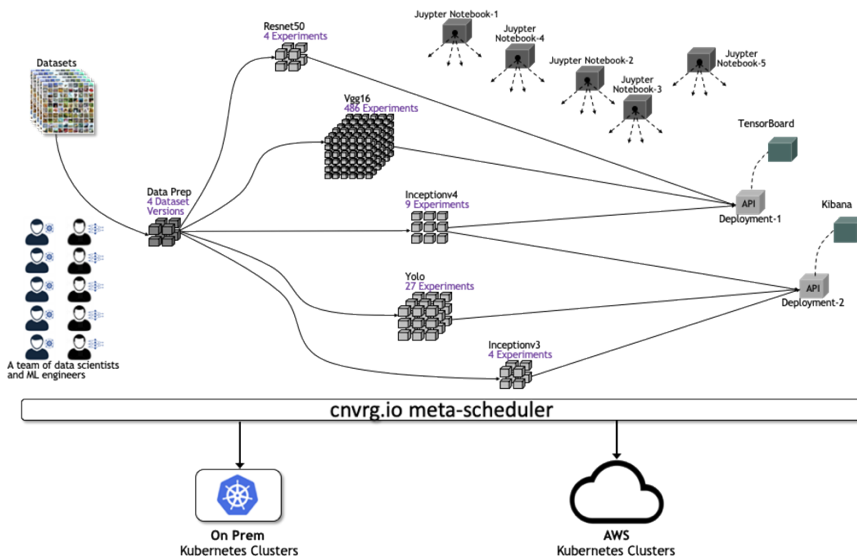 Resnet50
4 Experiments
Juypter Notebook-1
Juypter
Notebook-4
Juypter Notebook-2
Juypter
Notebook-3
Juypter
Notebook-5
Datasets
Vgg16
486 Experiments
TensorBoard
Data Prep
4 Dataset
Versions
Inceptionv4
9 Experiments
API
Deployment-1
Kibana
Yolo
27 Experiments
API
Deployment-2
Inceptionv3
4 Experiments
A team of data scientists
and ML engineers
cnvrg.io meta-scheduler
On Prem
Kubernetes Clusters
AWS
Kubernetes Clusters